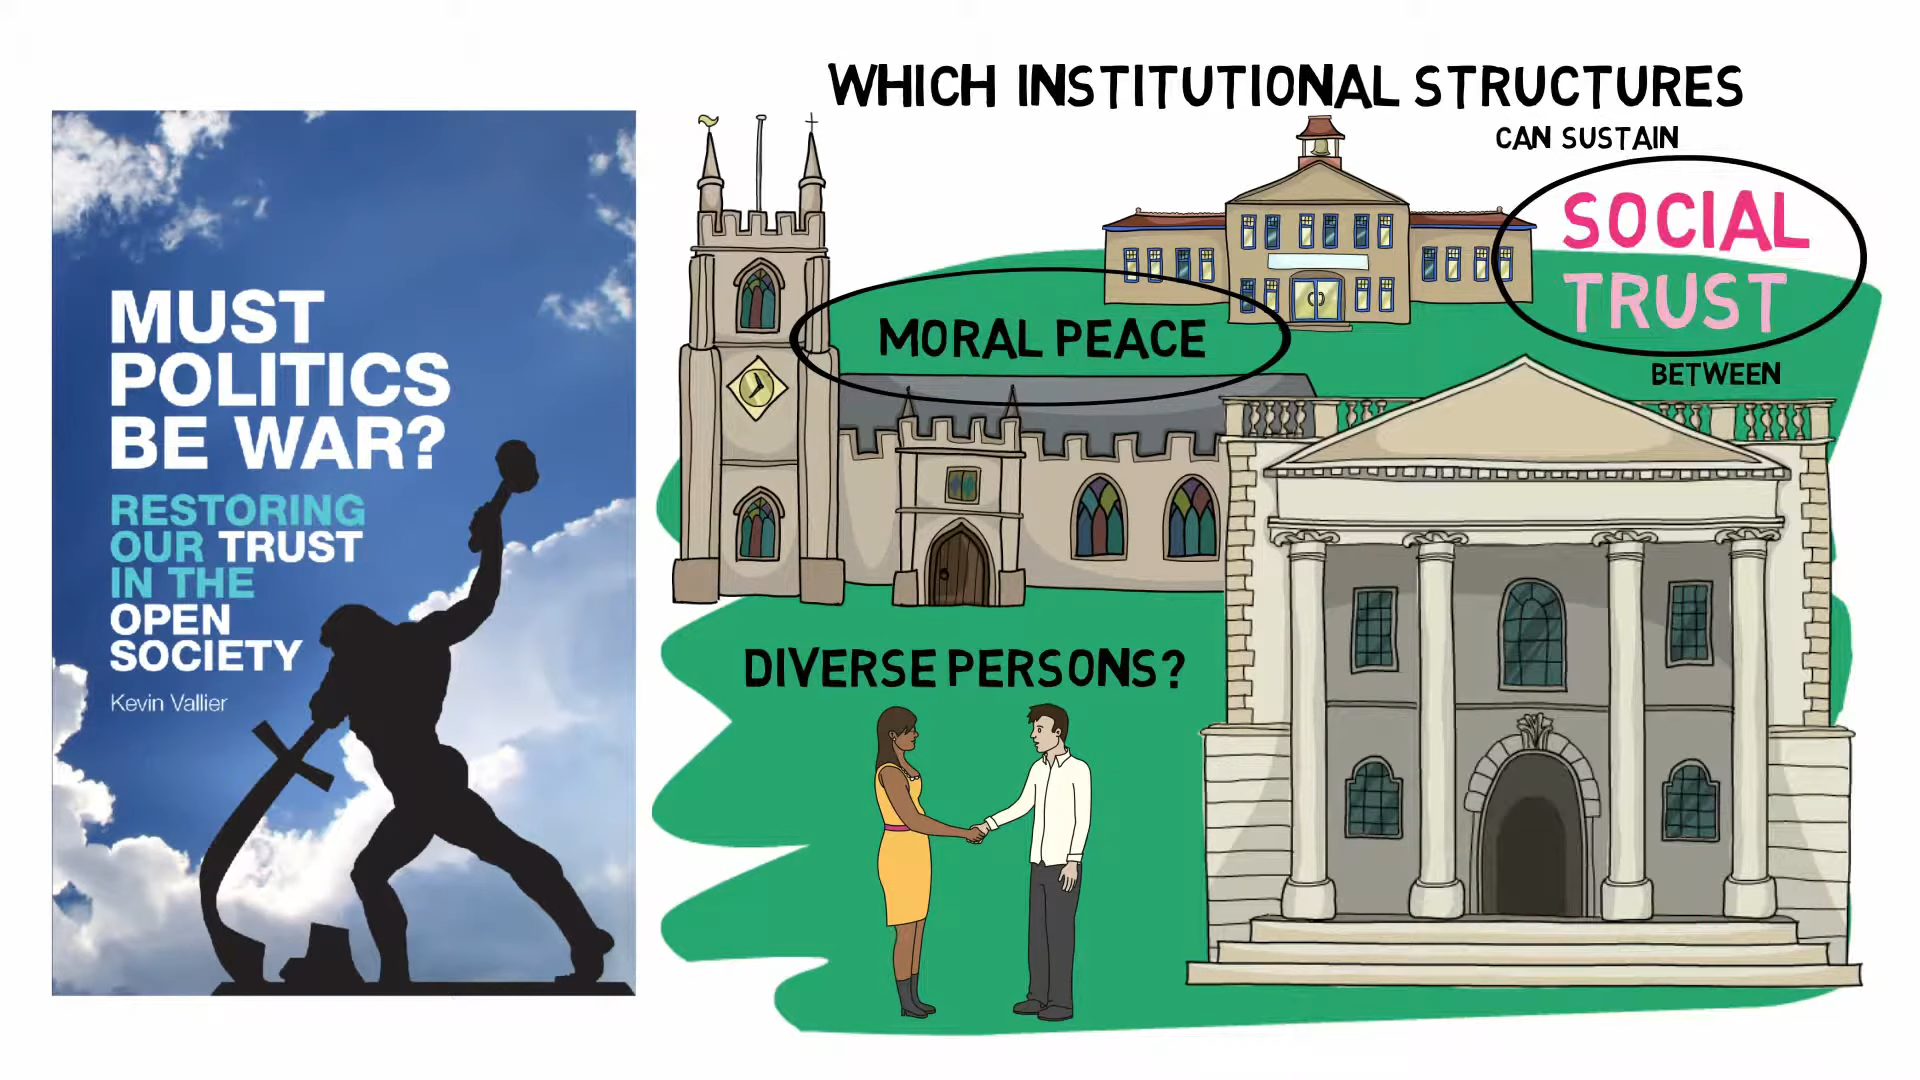 MUST
POLITICS
BE WAR?
RESTORING
OUR TRUST
IN THE
OPEN
SOCIETY
Kevin Vallier
WHICH INSTITUTIONAL STRUCTURES
CAN SUSTAIN
SOCIAL
TRUST
MORAL PEACE
BETWEEN
DIVERSE PERSONS?